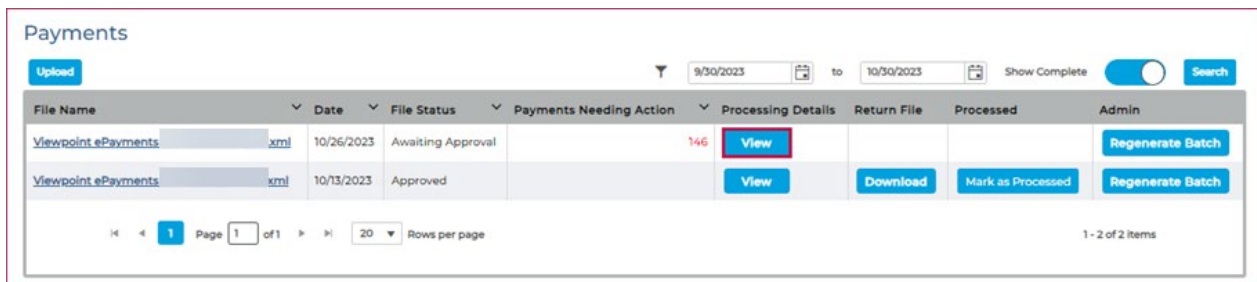 Payments
Upload 9/30/2023 to 10/30/2023 Show Complete Search
File Name Date File Status Payments Needing Action Processing Details Return File Processed Admin
Viewpoint ePayments xml 10/26/2023 Awaiting Approval 146 View Regenerate Batch
Viewpoint ePayments xml 10/13/2023 Approved View Download Mark as Processed Regenerate Batch
1 Page 1 of 1 20 Rows per page 1 - 2 of 2 items